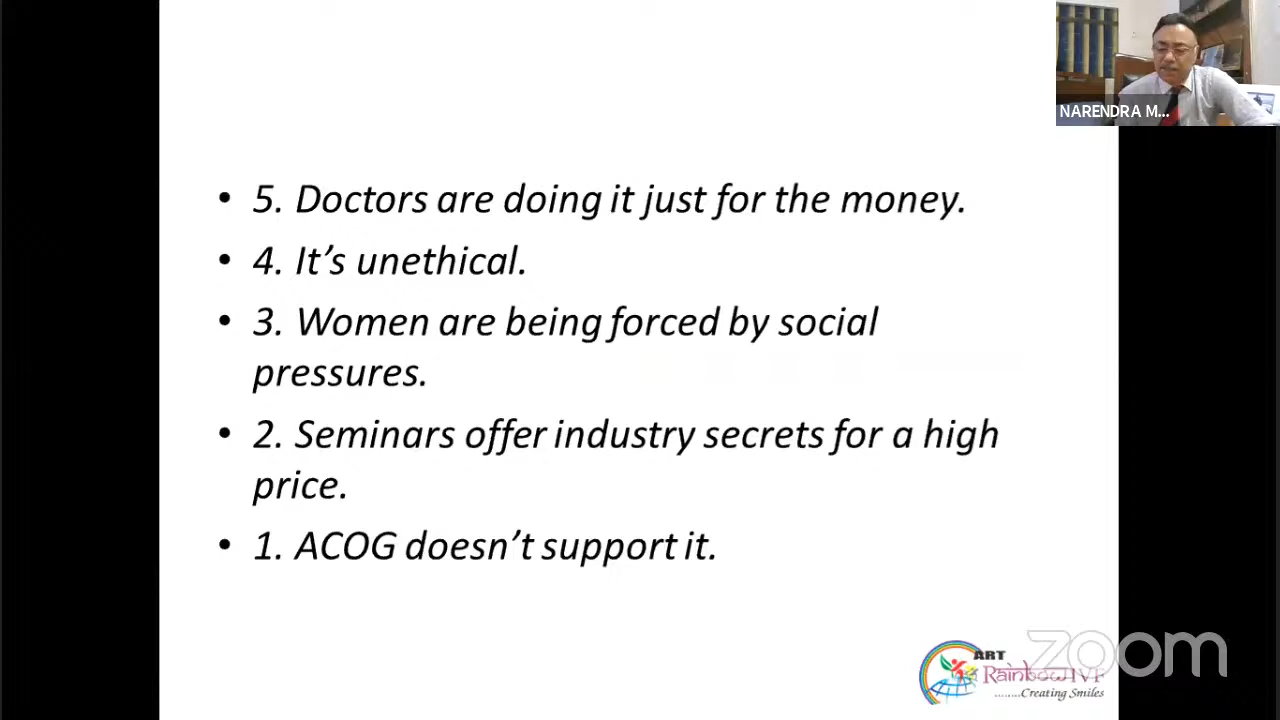 NARENDRA M...
• 5. Doctors are doing it just for the money.
• 4. It’s unethical.
• 3. Women are being forced by social
pressures.
• 2. Seminars offer industry secrets for a high
price.
• 1. ACOG doesn’t support it.
zoom
ART
Rainbow IVF
.......Creating Smiles